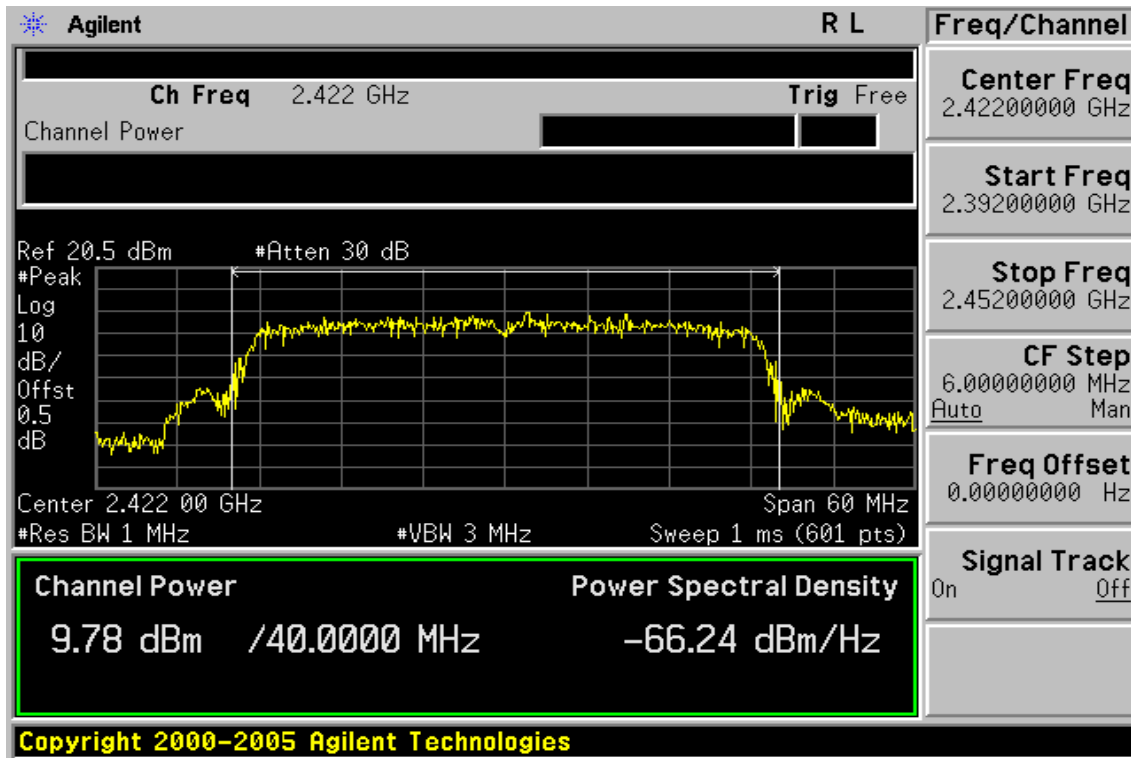 Agilent R L
Ch Freq 2.422 GHz Trig Free
Channel Power
Ref 20.5 dBm #Atten 30 dB
#Peak
Log
10
dB/
Offst
0.5
dB
Center 2.422 00 GHz Span 60 MHz
#Res BW 1 MHz #VBW 3 MHz Sweep 1 ms (601 pts)
Channel Power Power Spectral Density
9.78 dBm /40.0000 MHz -66.24 dBm/Hz
Copyright 2000-2005 Agilent Technologies
Freq/Channel
Center Freq
2.42200000 GHz
Start Freq
2.39200000 GHz
Stop Freq
2.45200000 GHz
CF Step
6.00000000 MHz
Auto Man
Freq Offset
0.00000000 Hz
Signal Track
On Off